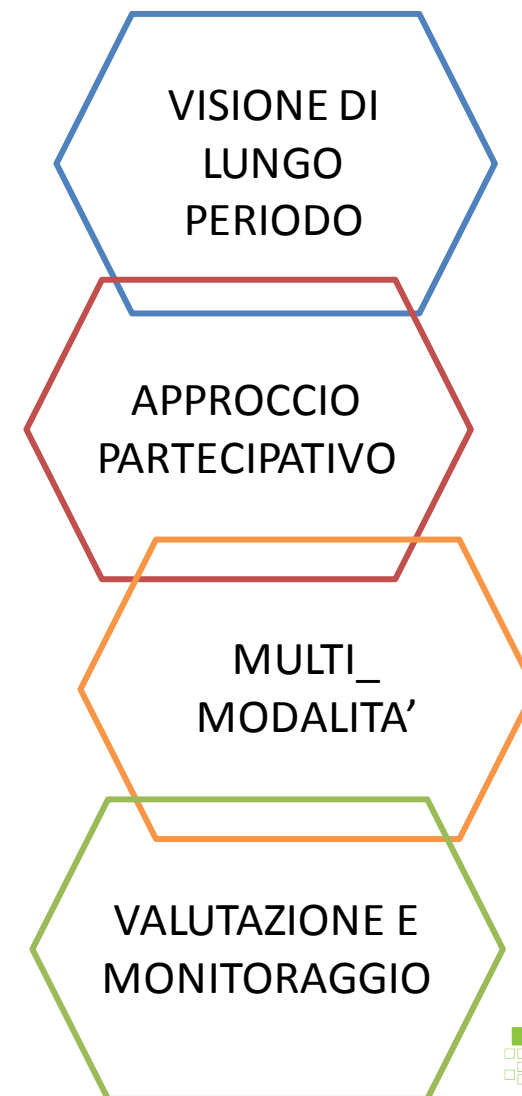 VISIONE DI
LUNGO
PERIODO
APPROCCIO
PARTECIPATIVO
MULTI_
MODALITA’
VALUTAZIONE E
MONITORAGGIO